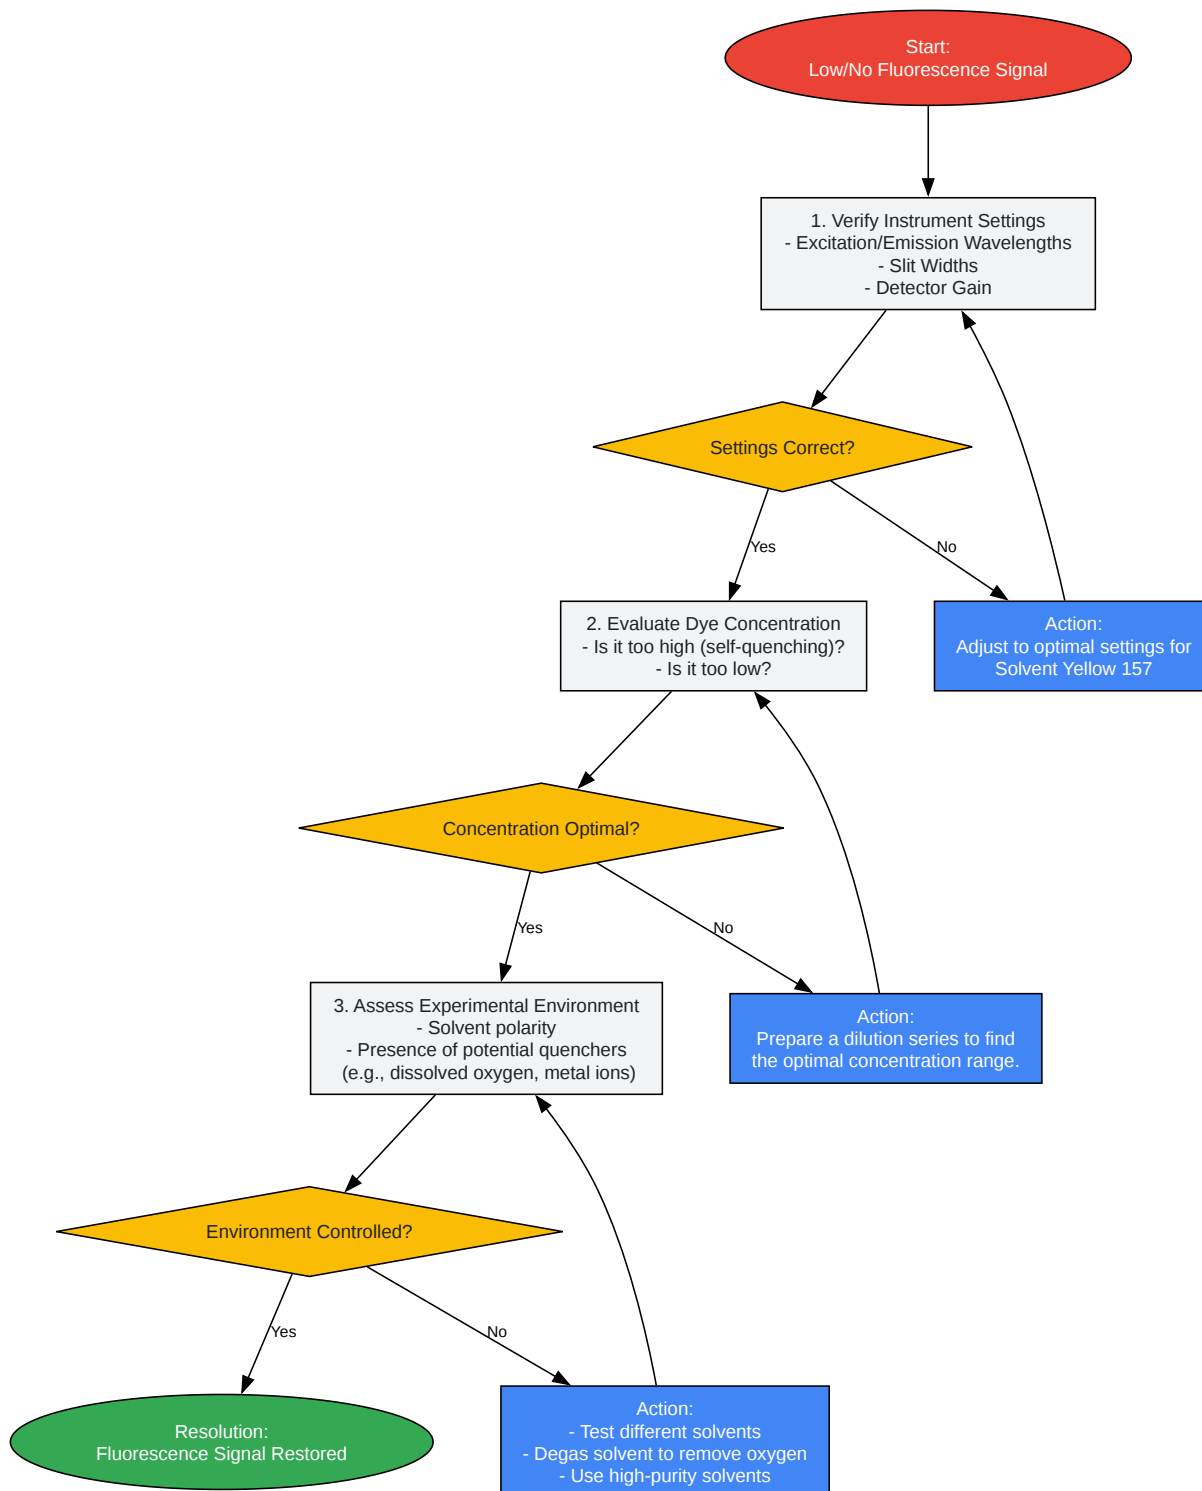 Start:
Low/No Fluorescence Signal
1. Verify Instrument Settings
- Excitation/Emission Wavelengths
- Slit Widths
- Detector Gain
Settings Correct?
Yes
No
2. Evaluate Dye Concentration
- Is it too high (self-quenching)?
- Is it too low?
Action:
Adjust to optimal settings for
Solvent Yellow 157
Concentration Optimal?
Yes
No
3. Assess Experimental Environment
- Solvent polarity
- Presence of potential quenchers
(e.g., dissolved oxygen, metal ions)
Action:
Prepare a dilution series to find
the optimal concentration range.
Environment Controlled?
Yes
No
Resolution:
Fluorescence Signal Restored
Action:
- Test different solvents
- Degas solvent to remove oxygen
- Use high-purity solvents